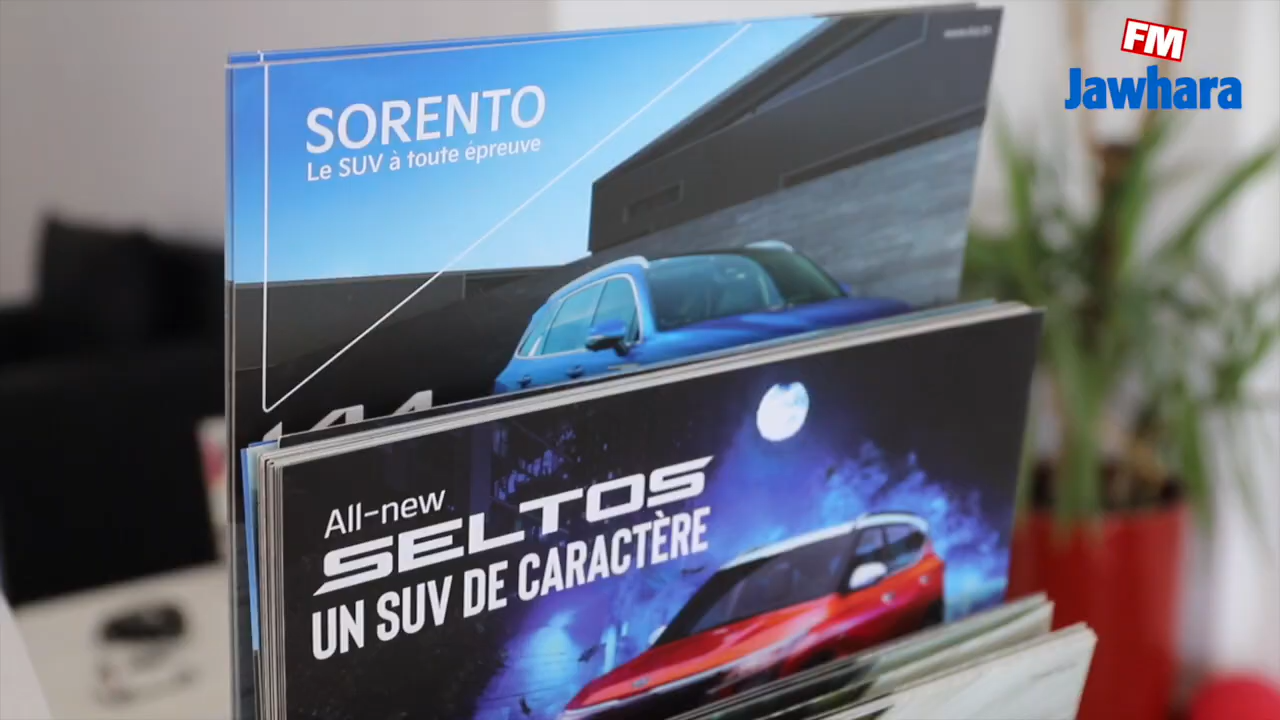 FM
Jawhara
SORENTO
Le SUV à toute épreuve
All-new
SELTOS
UN SUV DE CARACTÈRE